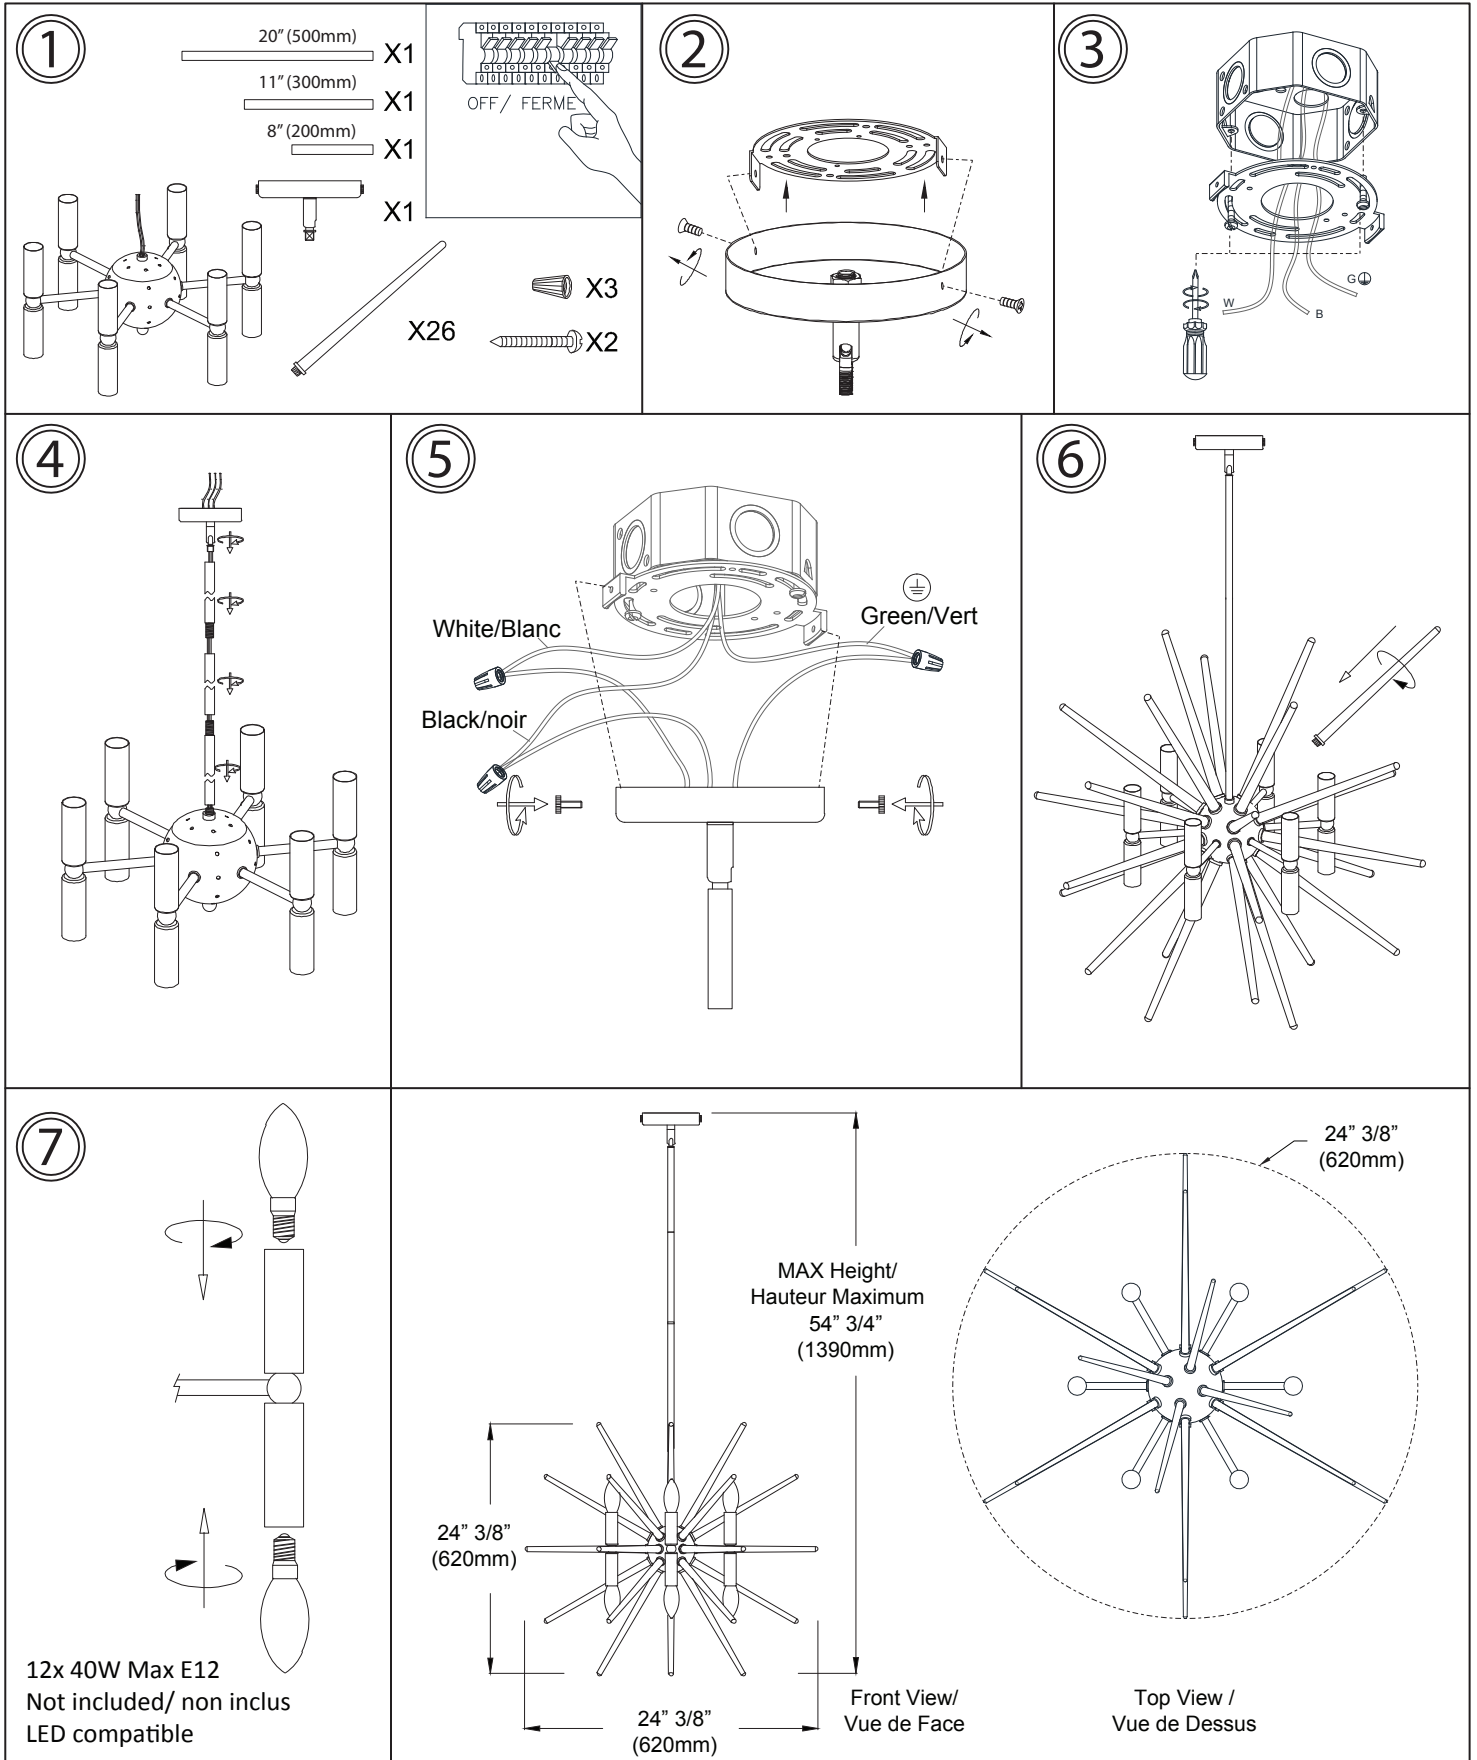 1
20” (500mm)
X1
11” (300mm)
X1
8” (200mm)
X1
X1
OFF/ FERME
X3
X26
X2
2
3
W
B
G
4
5
White/Blanc
Green/Vert
Black/noir
6
7
12x 40W Max E12
Not included/ non inclus
LED compatible
MAX Height/
Hauteur Maximum
54” 3/4”
(1390mm)
24” 3/8”
(620mm)
24” 3/8”
(620mm)
Front View/
Vue de Face
24” 3/8”
(620mm)
Top View /
Vue de Dessus